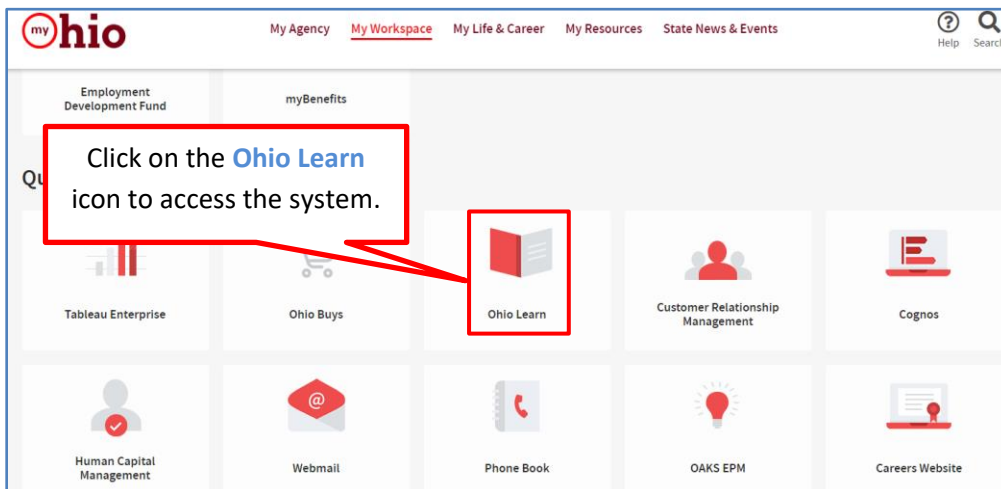 my Ohio
My Agency My Workspace My Life & Career My Resources State News & Events
Help Search
Employment
Development Fund
myBenefits
Click on the Ohio Learn
icon to access the system.
Qu
Tableau Enterprise
Ohio Buys
Ohio Learn
Customer Relationship
Management
Cognos
@
Human Capital
Management
Webmail
Phone Book
OAKS EPM
Careers Website